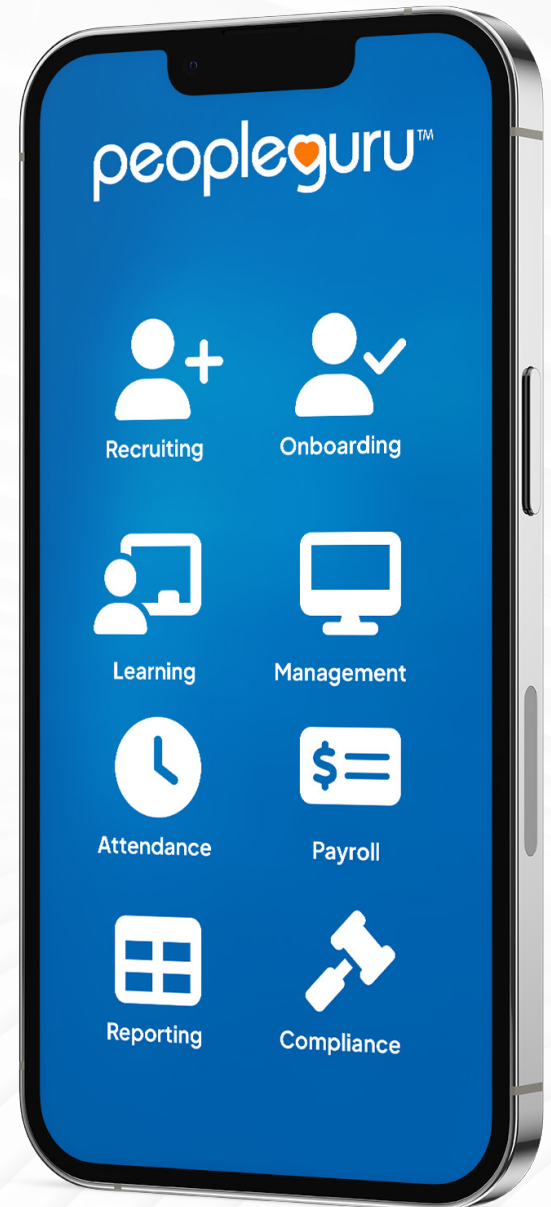 peopleguru™
Recruiting
Onboarding
Learning
Management
Attendance
Payroll
Reporting
Compliance